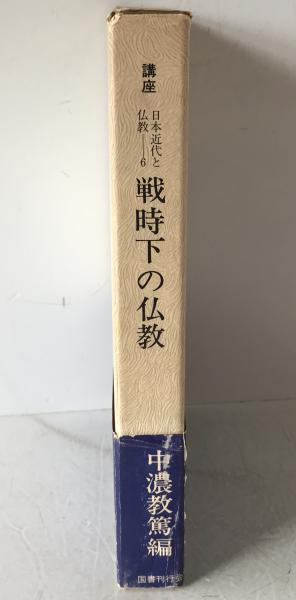 講座
日本近代と
仏教―6
戦時下の仏教
中濃教篤編
国書刊行会